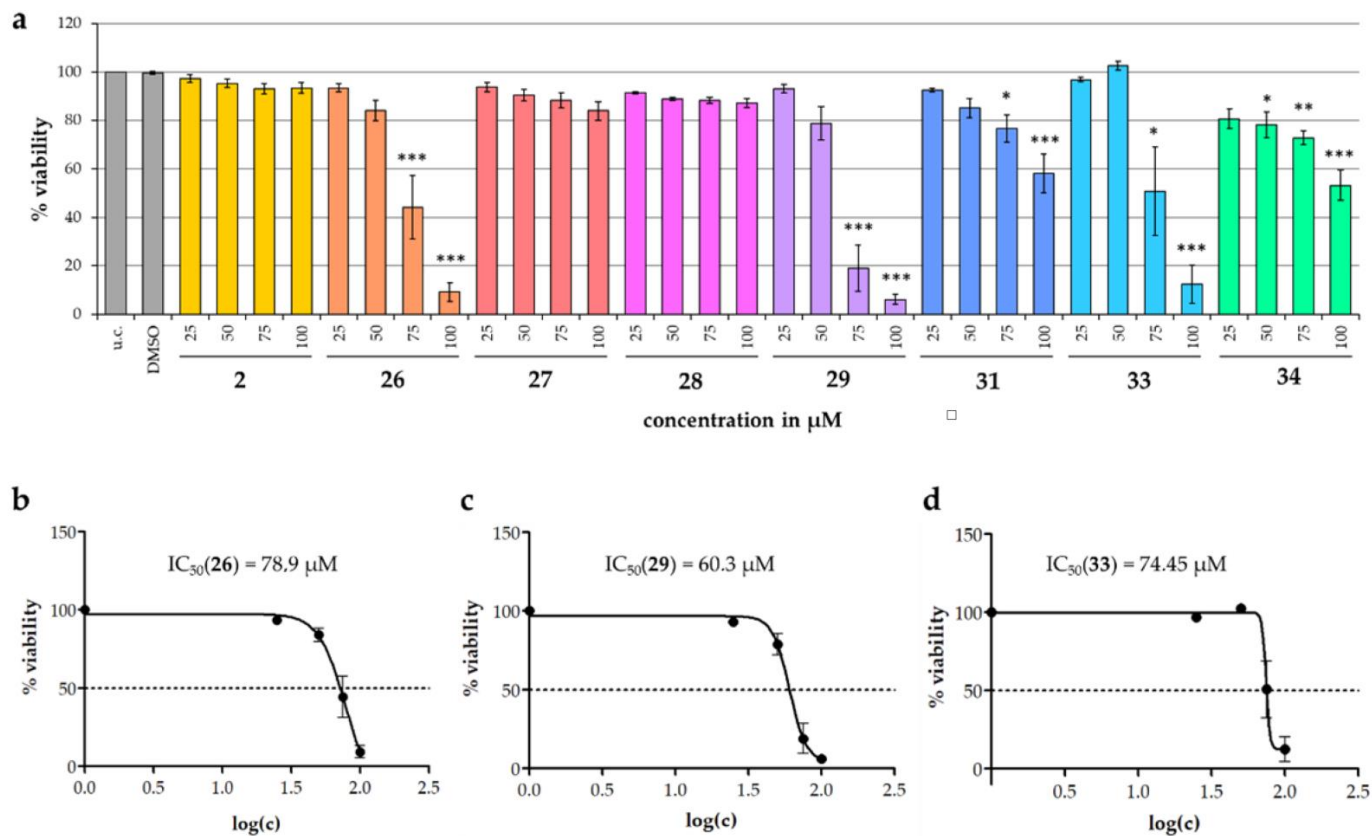 a
120
100
80
60
40
20
0
% viability
*** *** *** *** * *** * *** * ** ***
u.c. DMSO 25 50 75 100 25 50 75 100 25 50 75 100 25 50 75 100 25 50 75 100 25 50 75 100 25 50 75 100 25 50 75 100
2 26 27 28 29 31 33 34
concentration in μM
b
150
100
50
0
% viability
IC50(26) = 78,9 μM
0.0 0.5 1.0 1.5 2.0 2.5
log(c)
c
150
100
50
0
% viability
IC50(29) = 60.3 μM
0.0 0.5 1.0 1.5 2.0 2.5
log(c)
d
150
100
50
0
% viability
IC50(33) = 74.45 μM
0.5 1.0 1.5 2.0 2.5
log(c)